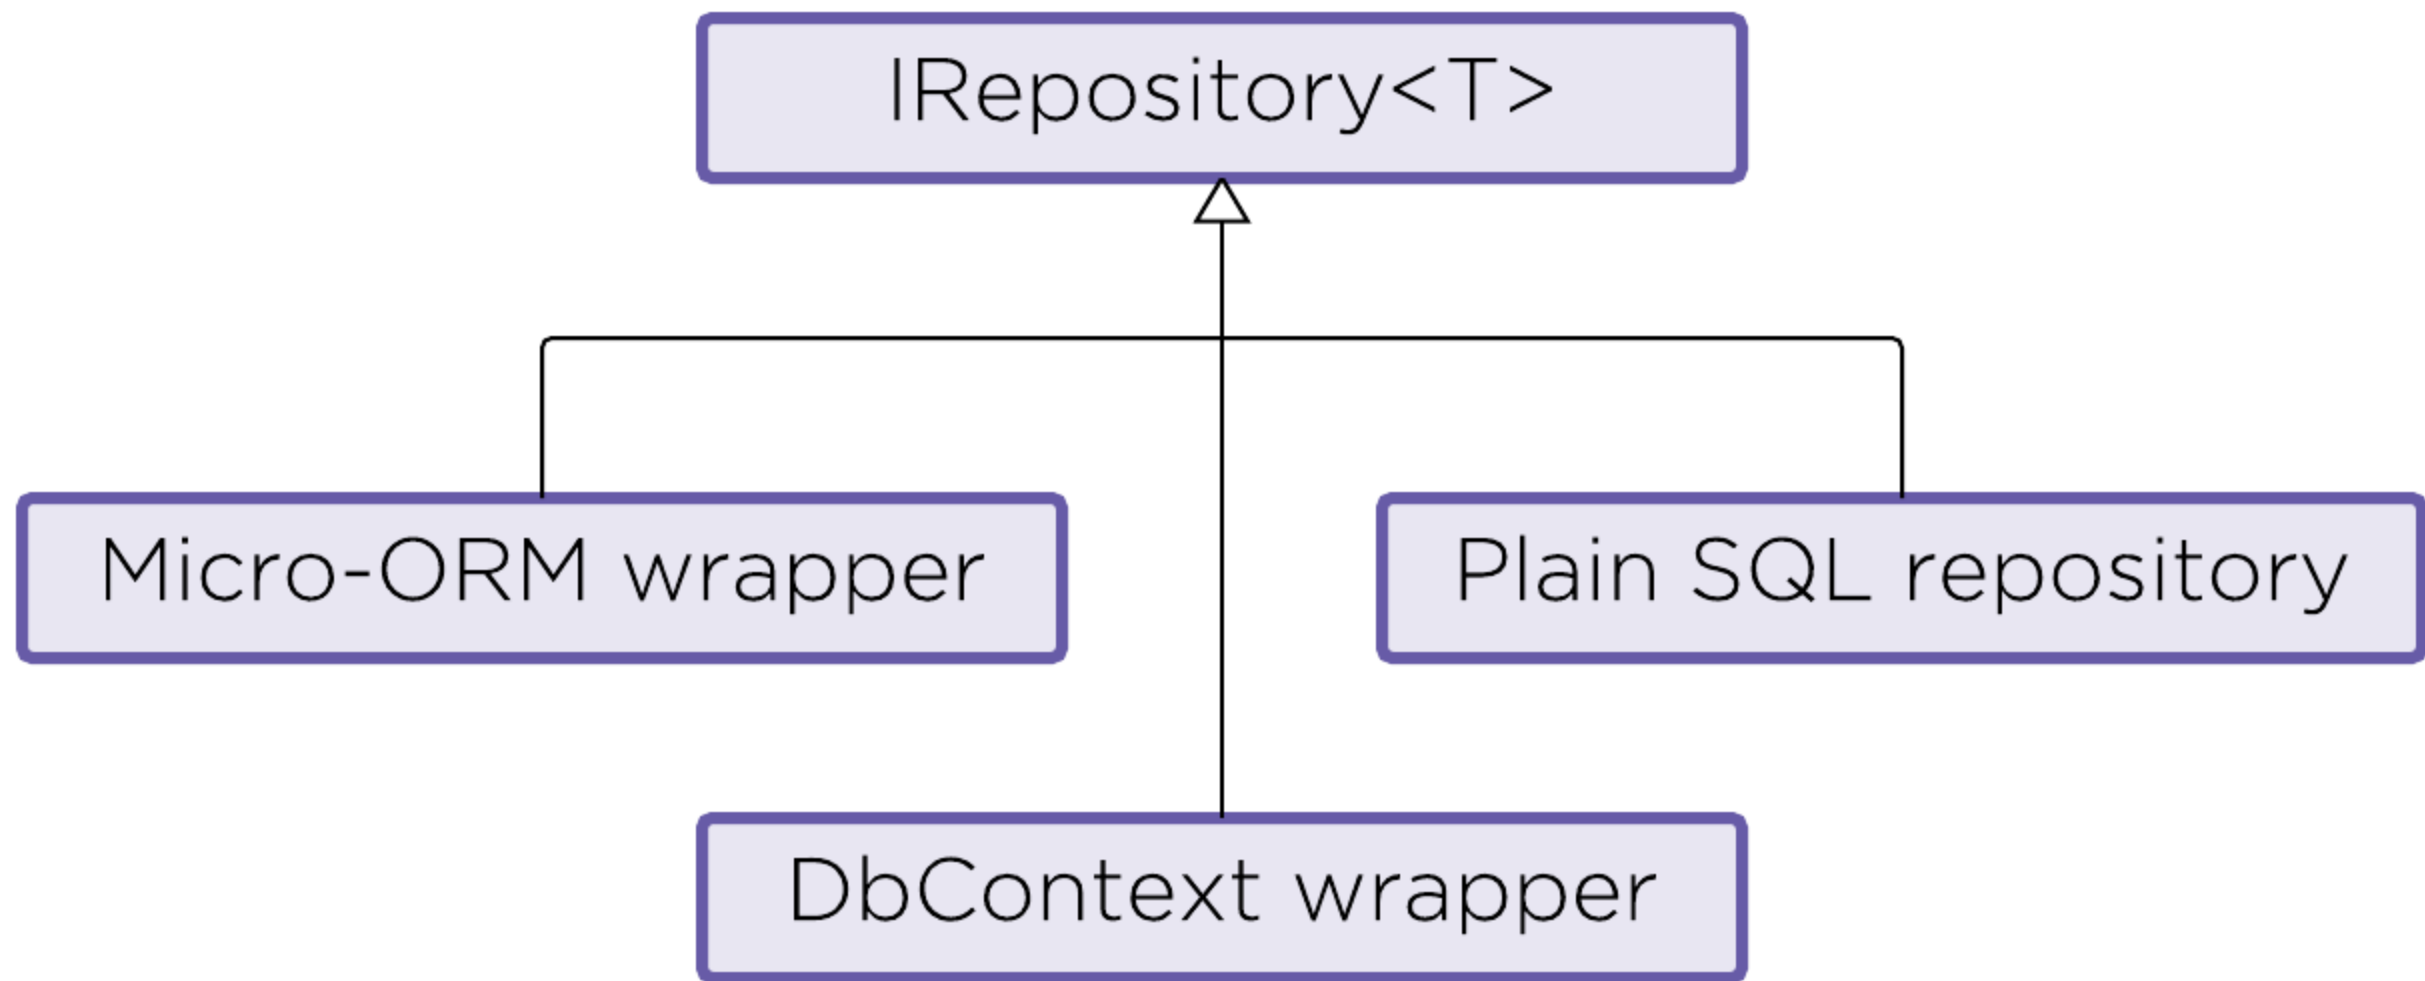 IRepository<T>
Micro-ORM wrapper
Plain SQL repository
DbContext wrapper